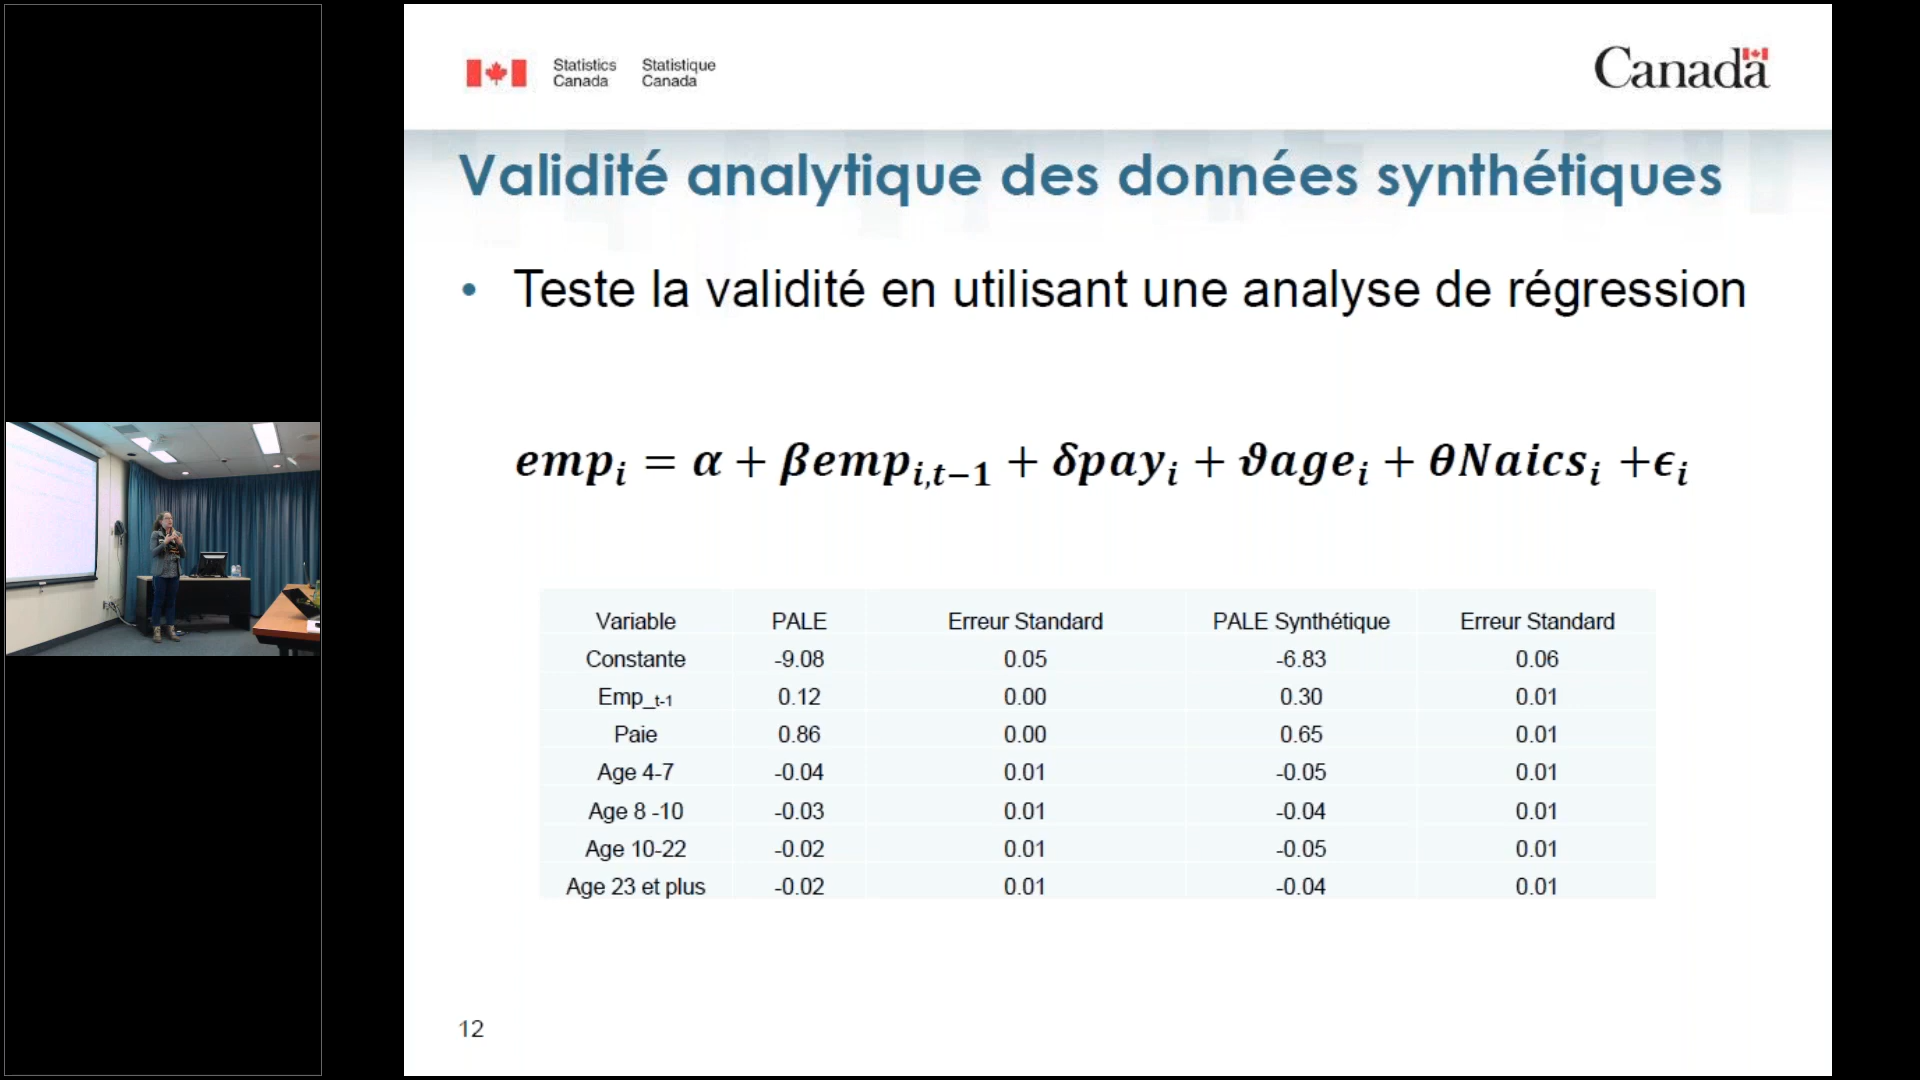 Statistics Statistique
Canada Canada
Canada
Validité analytique des données synthétiques
• Teste la validité en utilisant une analyse de régression
emp_i = α + βemp_{i,t−1} + δpay_i + ϑage_i + θNaics_i +ϵ_i
Variable PALE Erreur Standard PALE Synthétique Erreur Standard
Constante -9.08 0.05 -6.83 0.06
Emp_t-1 0.12 0.00 0.30 0.01
Paie 0.86 0.00 0.65 0.01
Age 4-7 -0.04 0.01 -0.05 0.01
Age 8 -10 -0.03 0.01 -0.04 0.01
Age 10-22 -0.02 0.01 -0.05 0.01
Age 23 et plus -0.02 0.01 -0.04 0.01
12